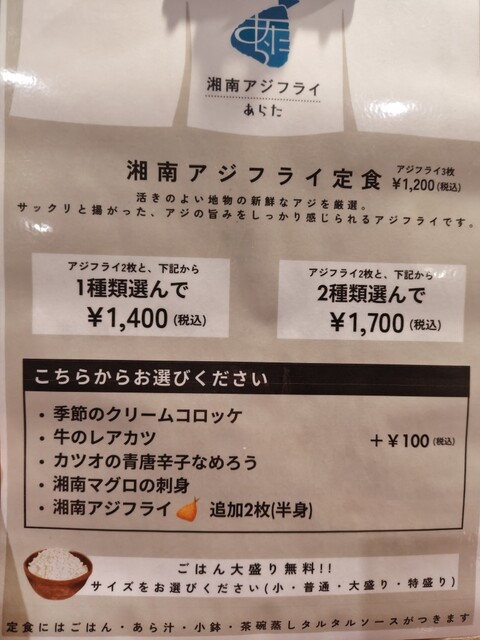 あらた
湘南アジフライ
あらた
湘南アジフライ定食 アジフライ3枚 ¥1,200(税込)
活きのよい地物の新鮮なアジを厳選。
サックリと揚がった、アジの旨みをしっかり感じられるアジフライです。
アジフライ2枚と、下記から
1種類選んで
¥1,400 (税込)
アジフライ2枚と、下記から
2種類選んで
¥1,700 (税込)
こちらからお選びください
・季節のクリームコロッケ
・牛のレアカツ +¥100(税込)
・カツオの青唐辛子なめろう
・湘南マグロの刺身
・湘南アジフライ 追加2枚(半身)
ごはん大盛り無料!!
サイズをお選びください(小・普通・大盛り・特盛り)
定食にはごはん・あら汁・小鉢・茶碗蒸しタルタルソースがつきます